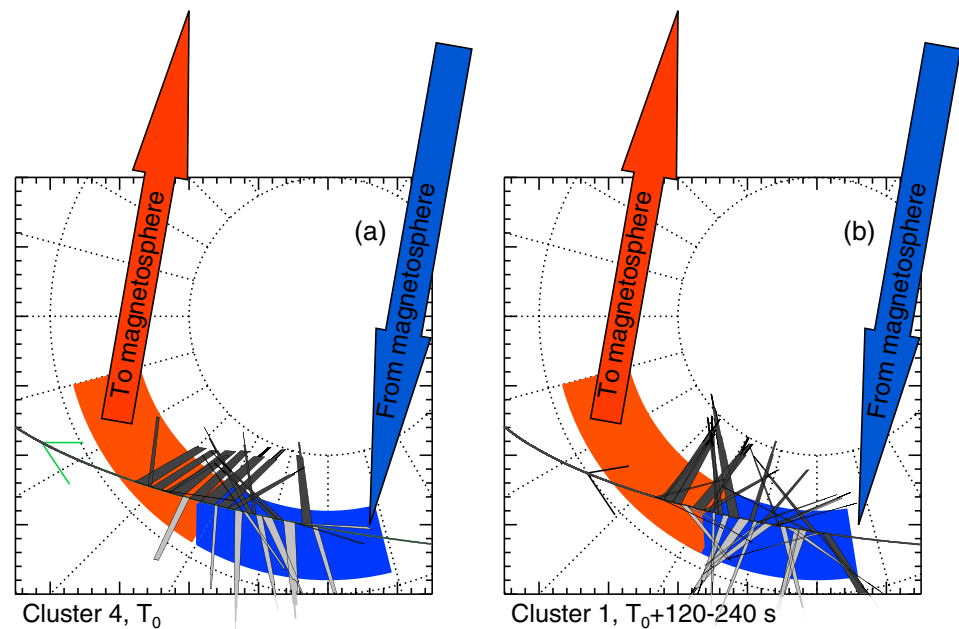 (a)
To magnetosphere
From magnetosphere
Cluster 4, T₀
(b)
To magnetosphere
From magnetosphere
Cluster 1, T₀+120-240 s